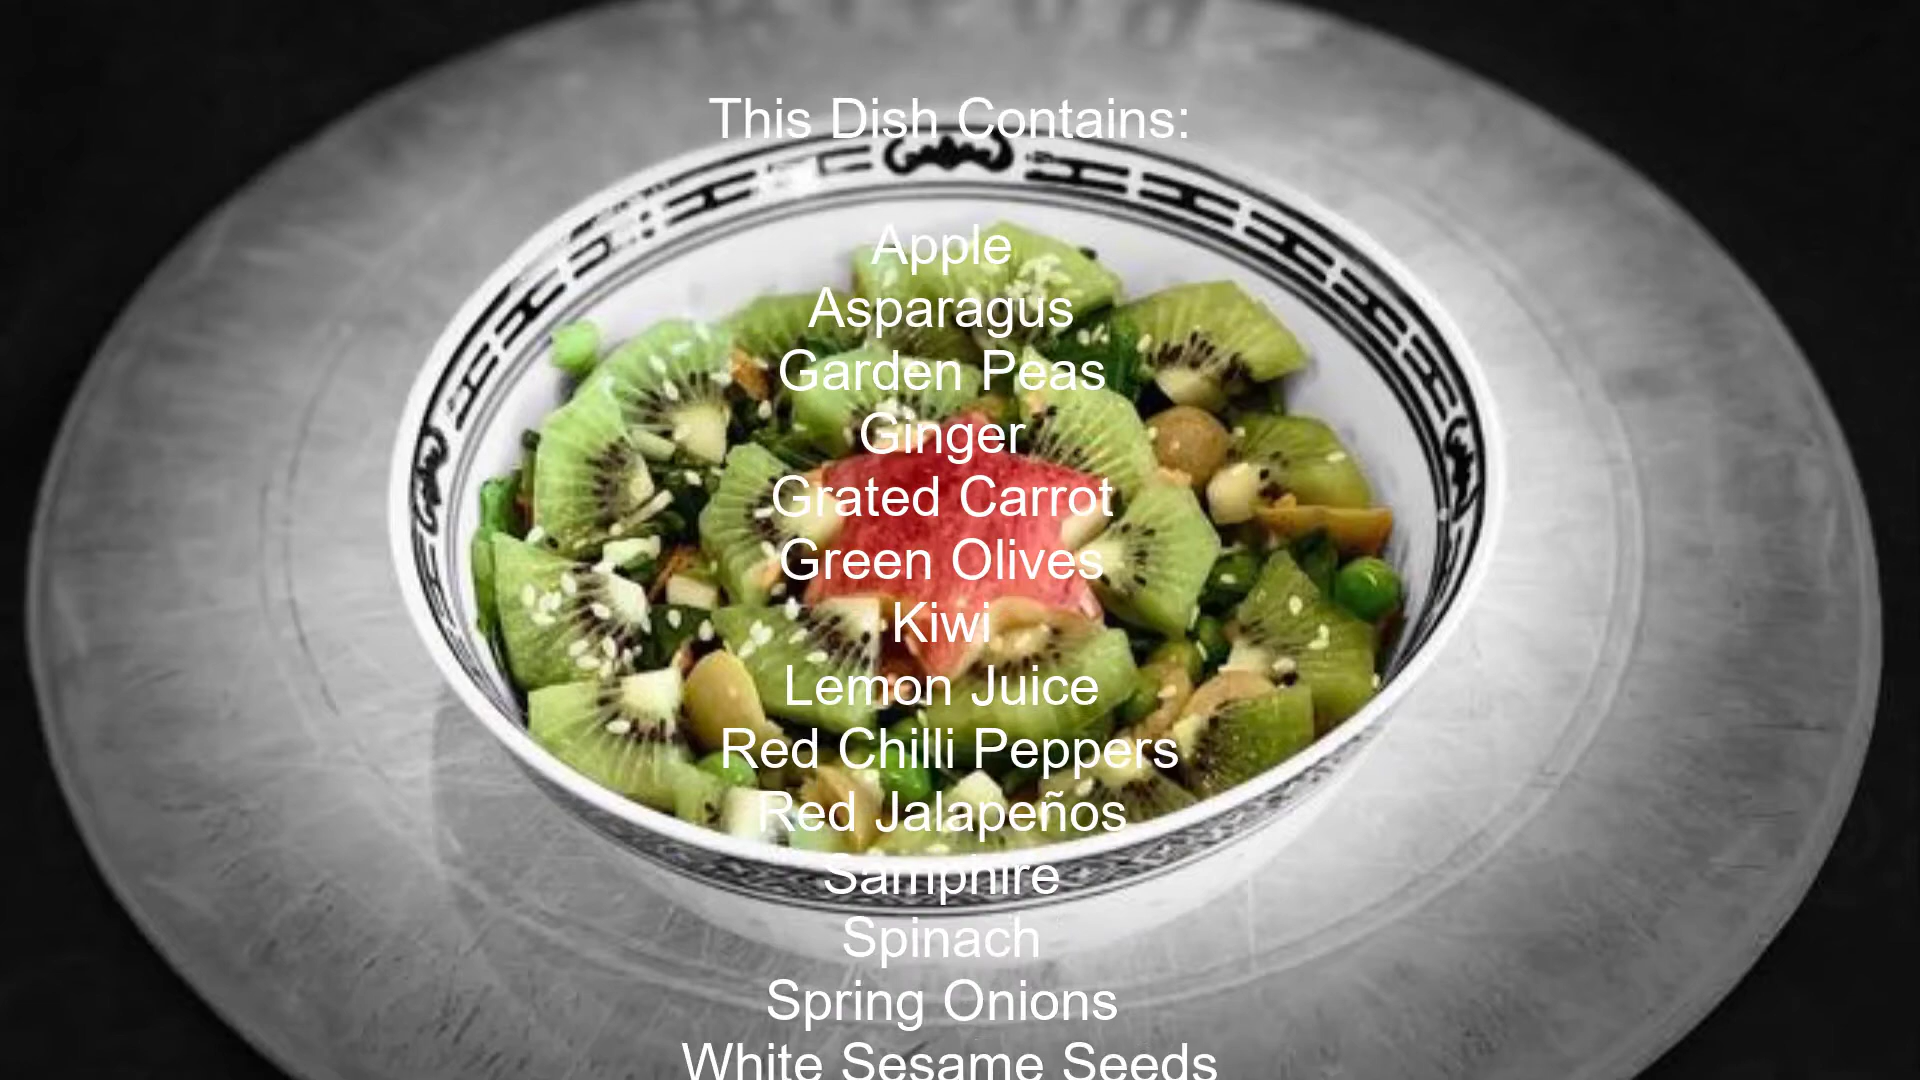 This Dish Contains:
Apple
Asparagus
Garden Peas
Ginger
Grated Carrot
Green Olives
Kiwi
Lemon Juice
Red Chilli Peppers
Red Jalapeños
Samphire
Spinach
Spring Onions
White Sesame Seeds